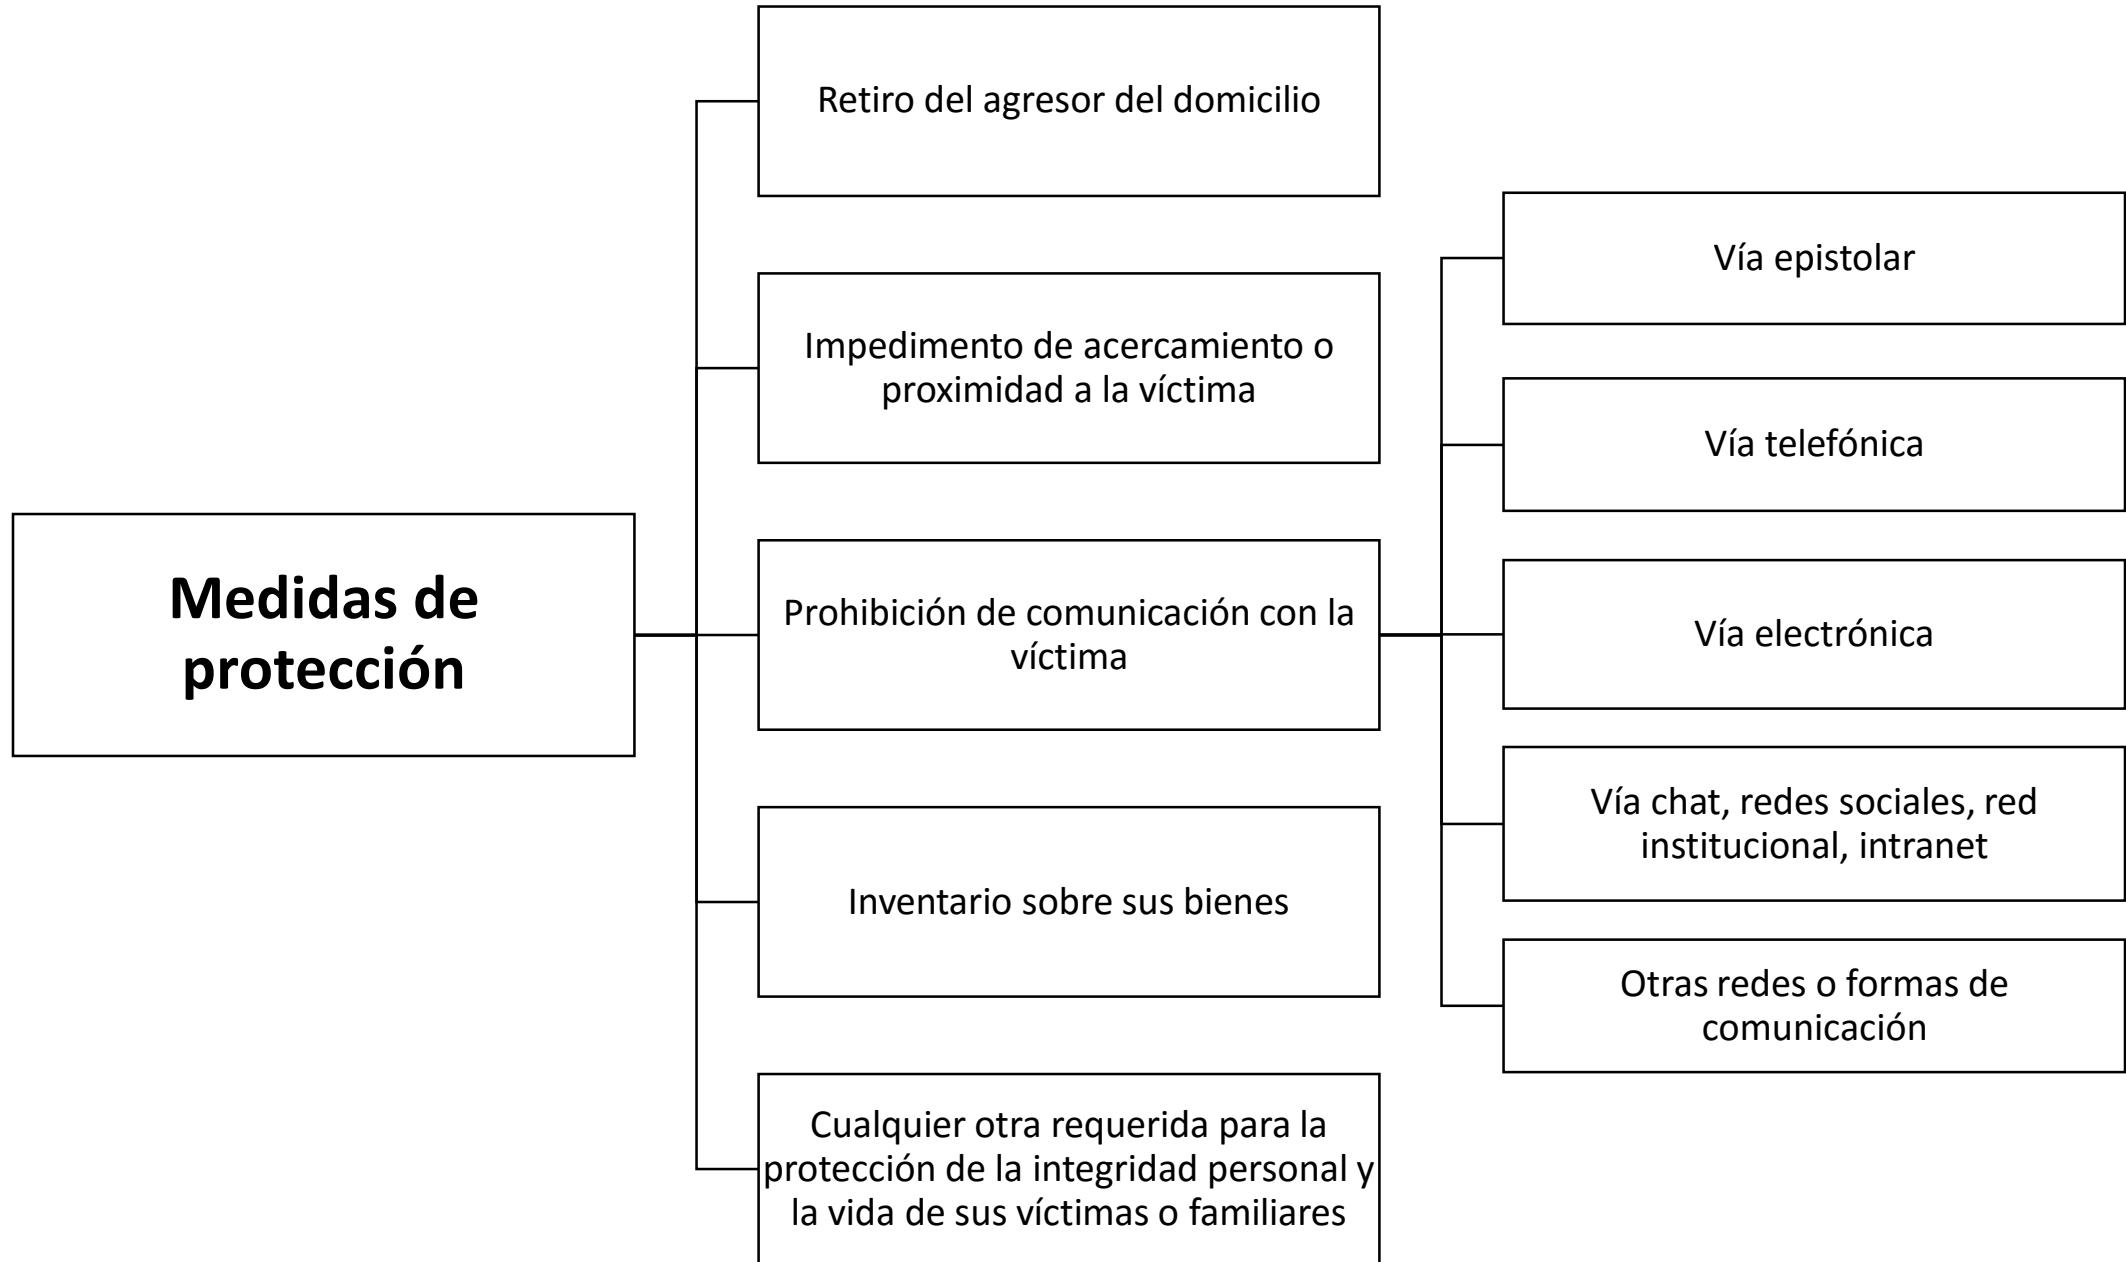 Medidas de
protección
Retiro del agresor del domicilio
Impedimento de acercamiento o
proximidad a la víctima
Prohibición de comunicación con la
víctima
Inventario sobre sus bienes
Cualquier otra requerida para la
protección de la integridad personal y
la vida de sus víctimas o familiares
Vía epistolar
Vía telefónica
Vía electrónica
Vía chat, redes sociales, red
institucional, intranet
Otras redes o formas de
comunicación